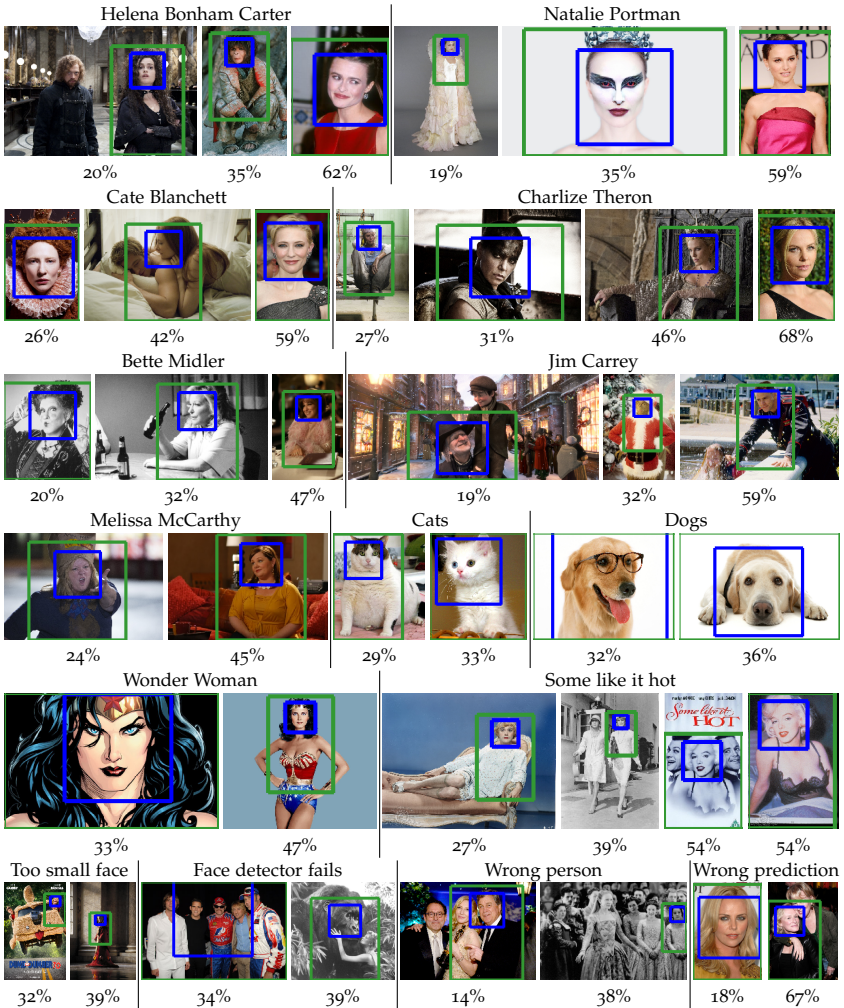 Helena Bonham Carter Natalie Portman
AWARD
20% 35% 62% 19% 35% 59%
Cate Blanchett Charlize Theron
26% 42% 59% 27% 31% 46% 68%
Bette Midler Jim Carrey
20% 32% 47% 19% 32% 59%
Melissa McCarthy Cats Dogs
24% 45% 29% 33% 32% 36%
Wonder Woman Some like it hot
Some like it
HOT
33% 47% 27% 39% 54% 54%
Too small face Face detector fails Wrong person Wrong prediction
32% 39% 34% 39% 14% 38% 18% 67%